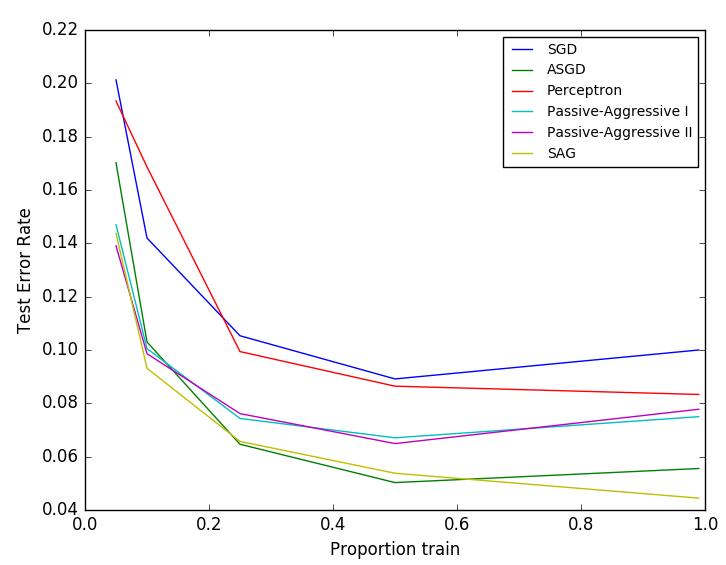 0.22
0.20
0.18
0.16
0.14
0.12
0.10
0.08
0.06
0.04
Test Error Rate
SGD
ASGD
Perceptron
Passive-Aggressive I
Passive-Aggressive II
SAG
0.0 0.2 0.4 0.6 0.8 1.0
Proportion train